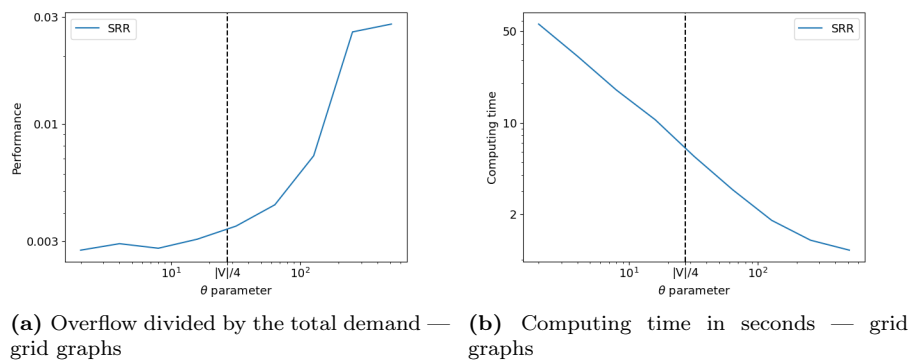 0.03
SRR
0.01
0.003
Performance
10¹
|V|/4
10²
θ parameter
50
SRR
10
2
Computing time
10¹
|V|/4
10²
θ parameter
(a) Overflow divided by the total demand —
grid graphs
(b) Computing time in seconds — grid
graphs